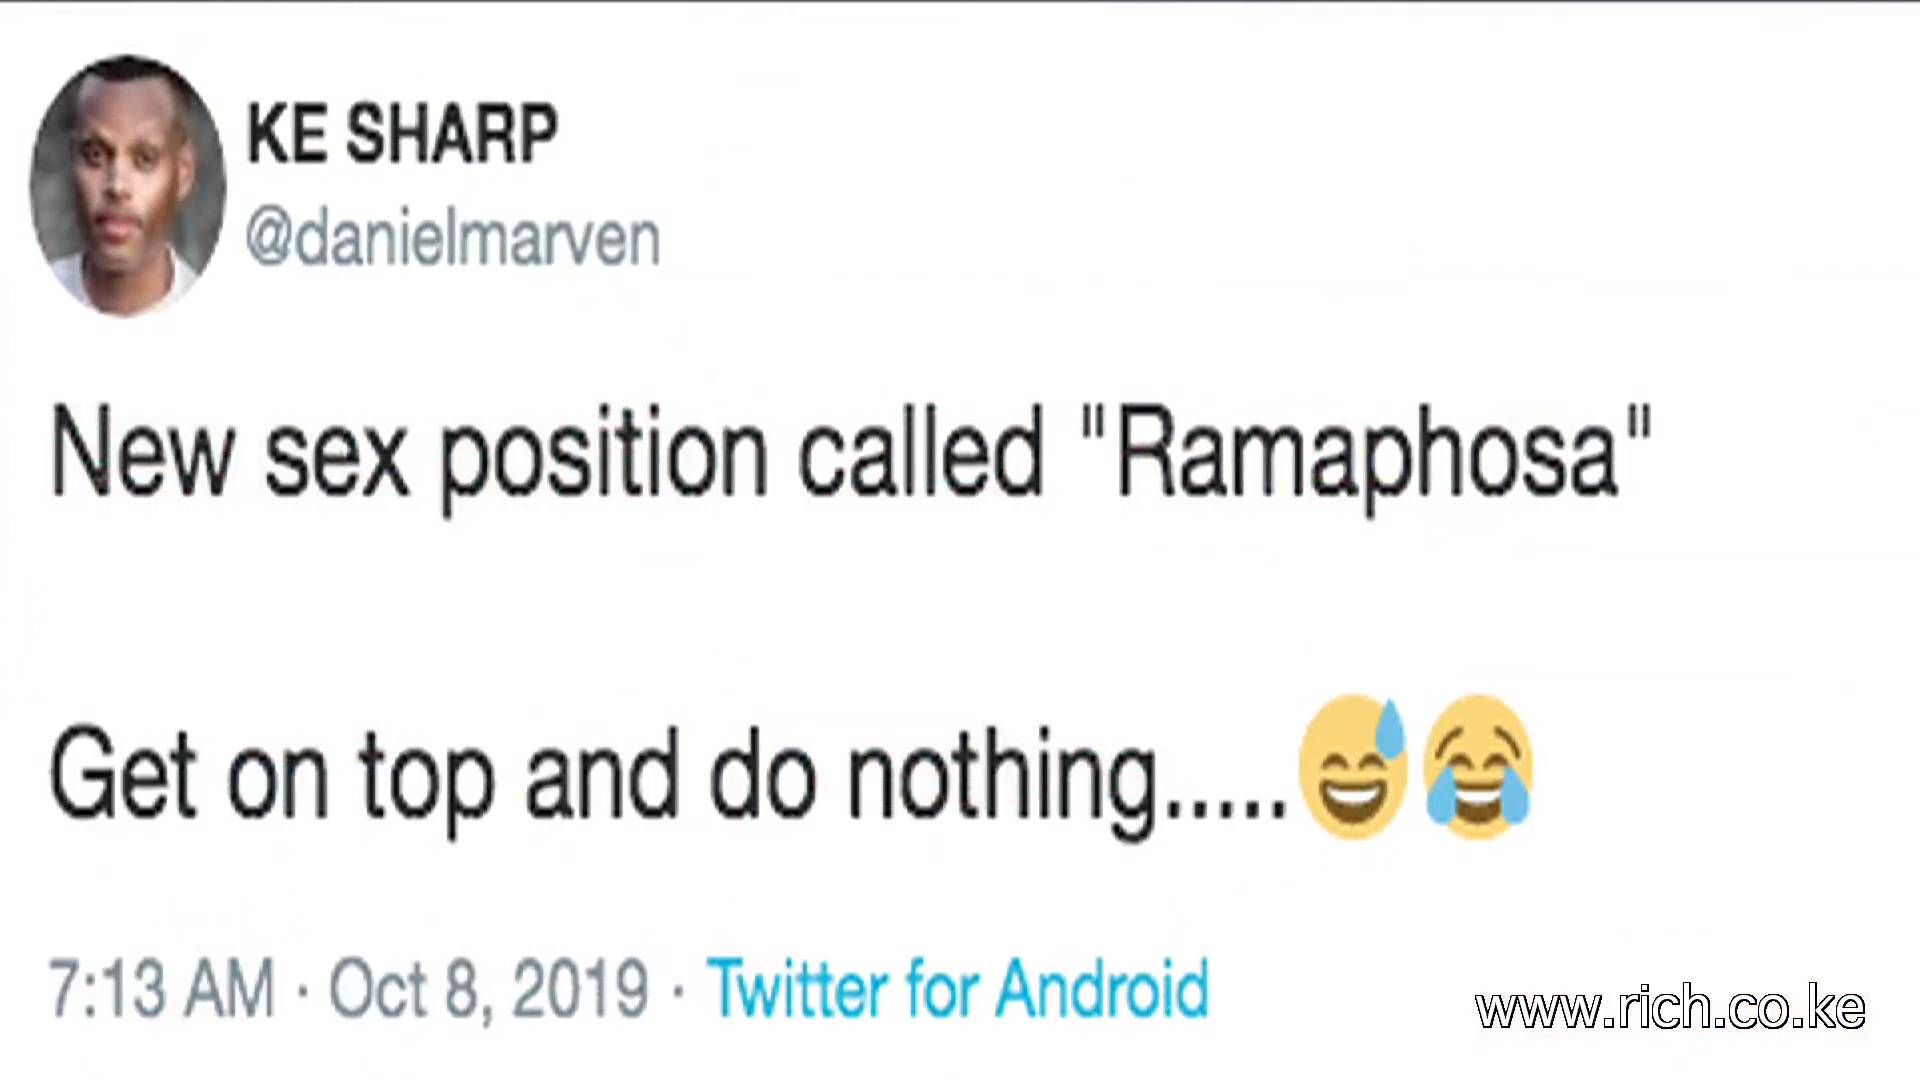 KE SHARP
@danielmarven
New sex position called "Ramaphosa"
Get on top and do nothing.....😅😂
7:13 AM · Oct 8, 2019 · Twitter for Android
www.rich.co.ke